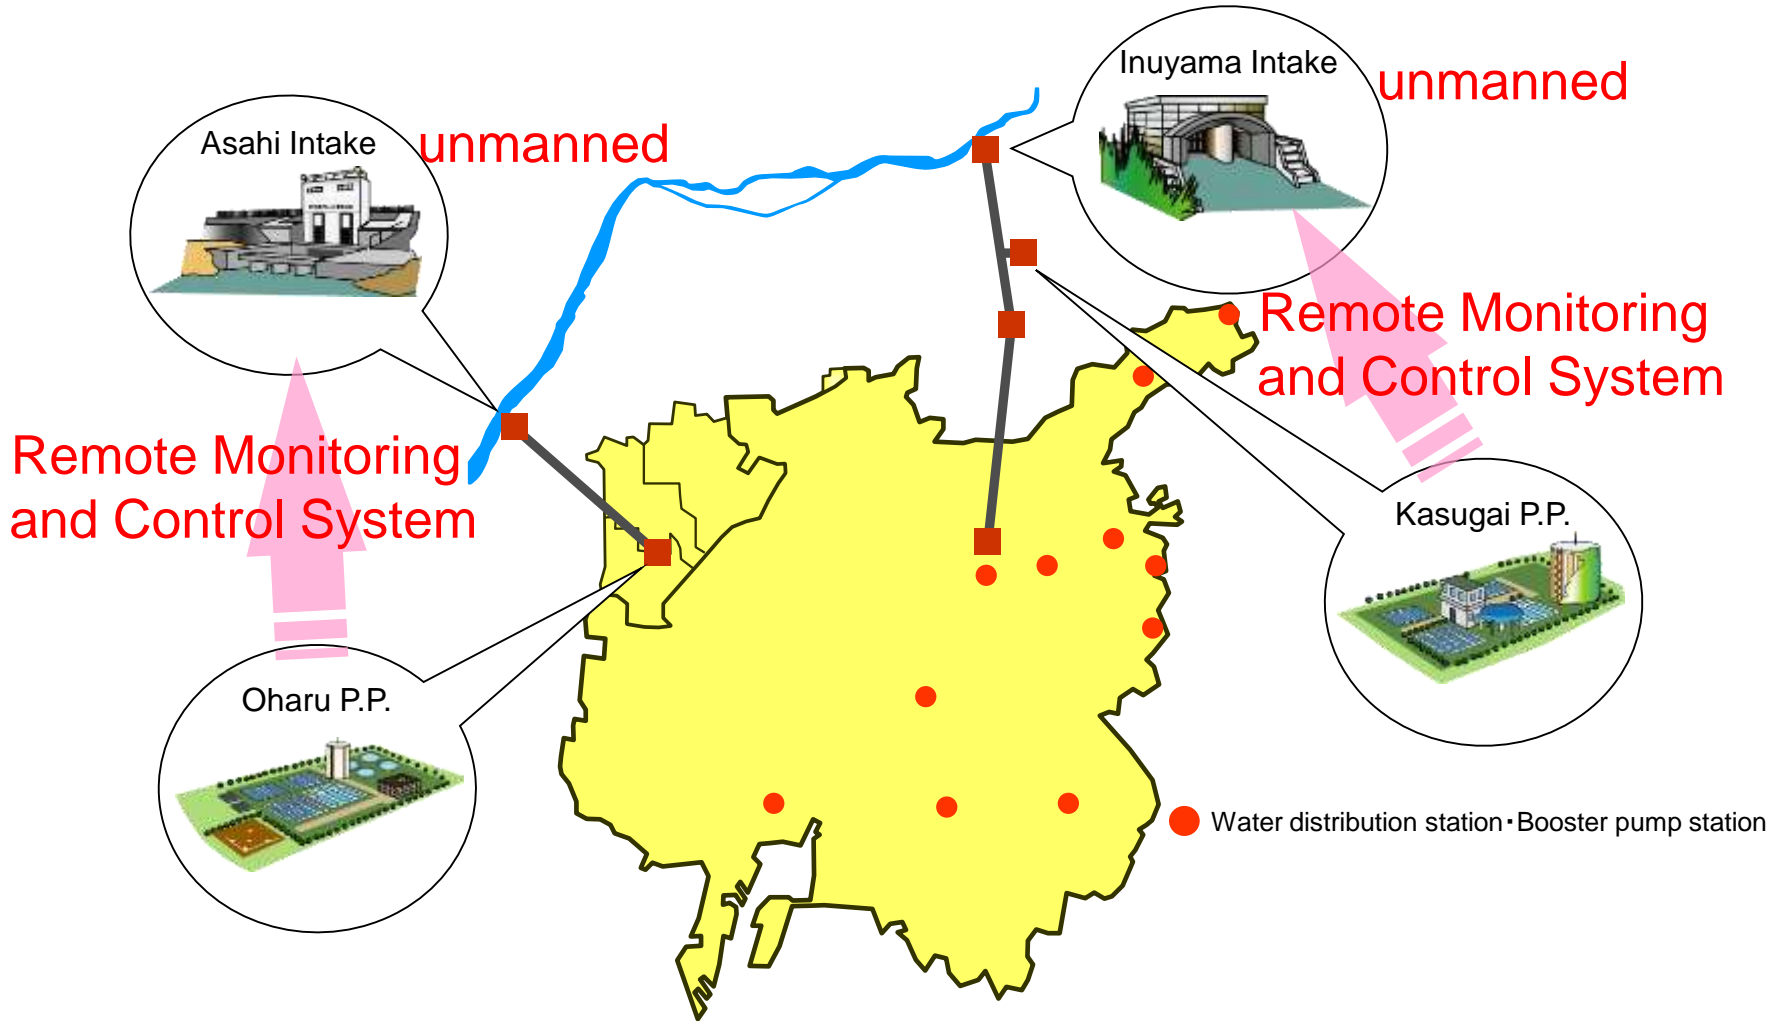 Inuyama Intake
unmanned
Asahi Intake
unmanned
Remote Monitoring
and Control System
Remote Monitoring
and Control System
Kasugai P.P.
Oharu P.P.
Water distribution station・Booster pump station